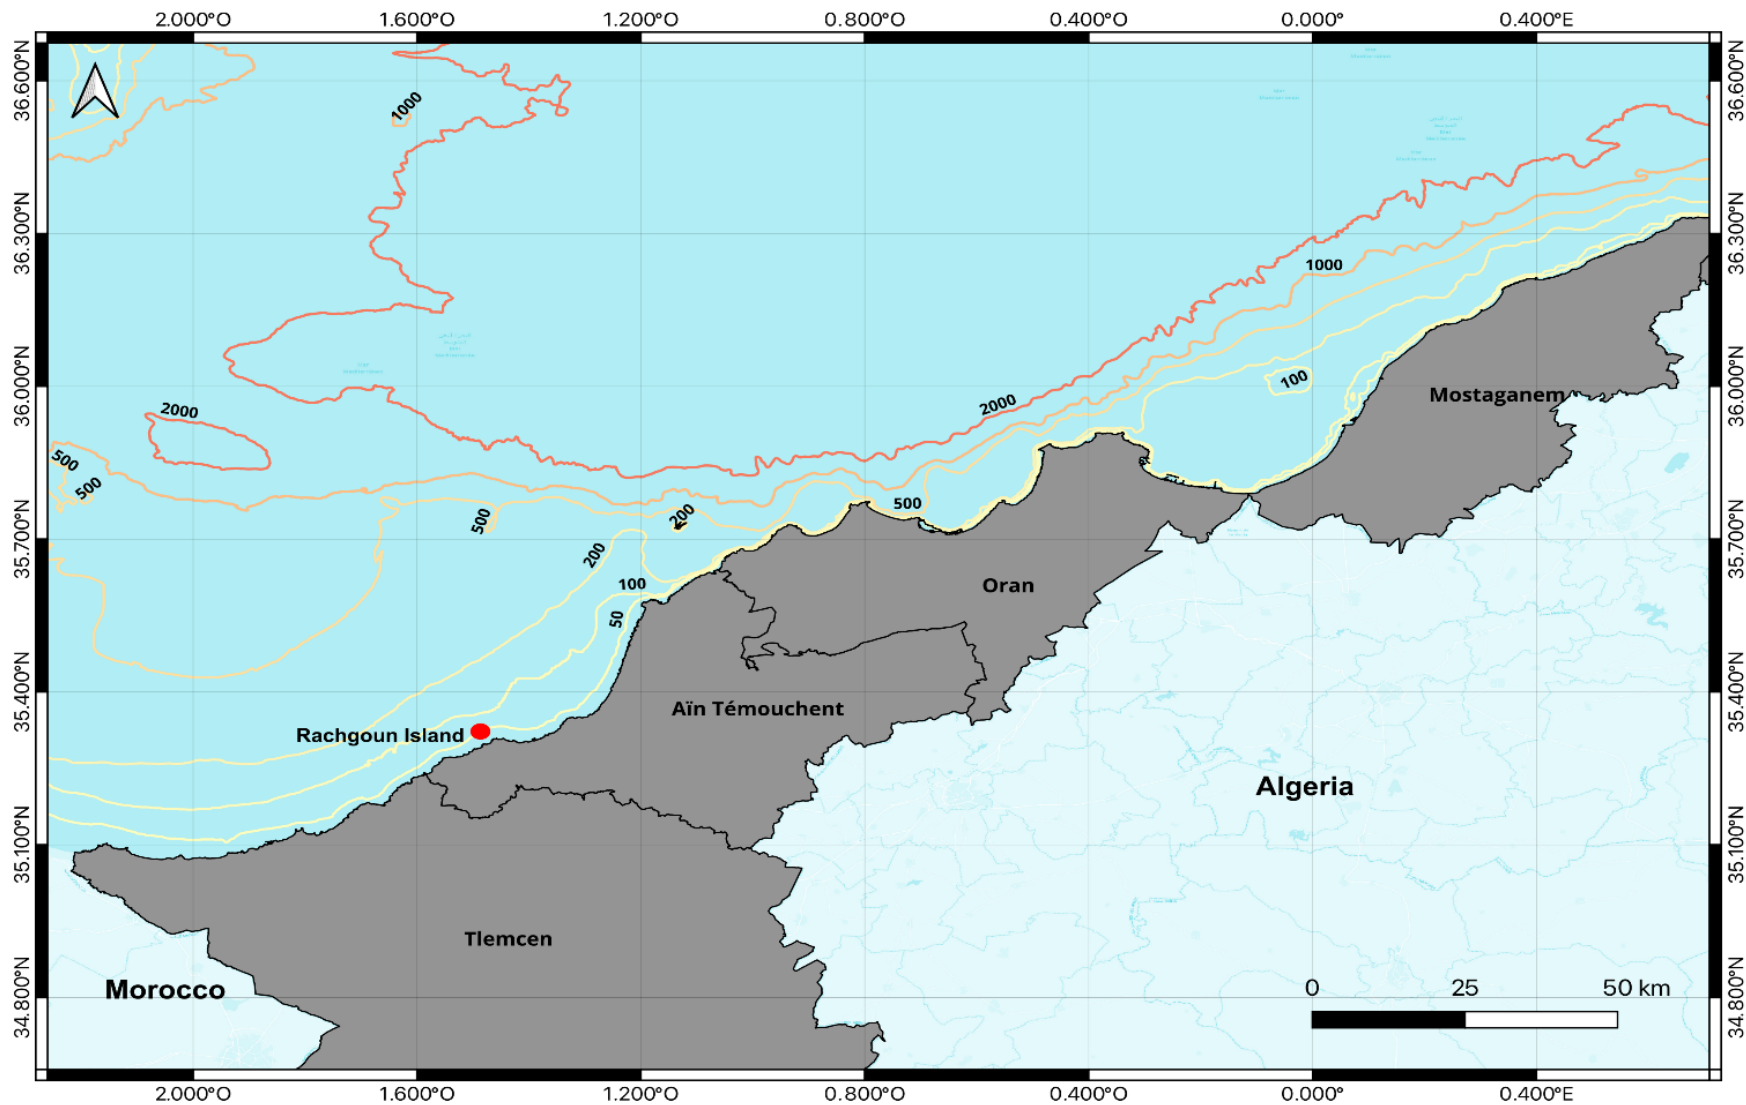 2.000°O 1.600°O 1.200°O 0.800°O 0.400°O 0.000° 0.400°E
36.600°N 36.600°N
1000
36.300°N 36.300°N
1000
36.000°N 36.000°N
100
Mostaganem
2000
2000
500
500
500
500
200
35.700°N 35.700°N
200
100
Oran
50
35.400°N 35.400°N
Aïn Témouchent
Rachgoun Island
Algeria
35.100°N 35.100°N
Tlemcen
Morocco
0 25 50 km
34.800°N 34.800°N
2.000°O 1.600°O 1.200°O 0.800°O 0.400°O 0.000° 0.400°E